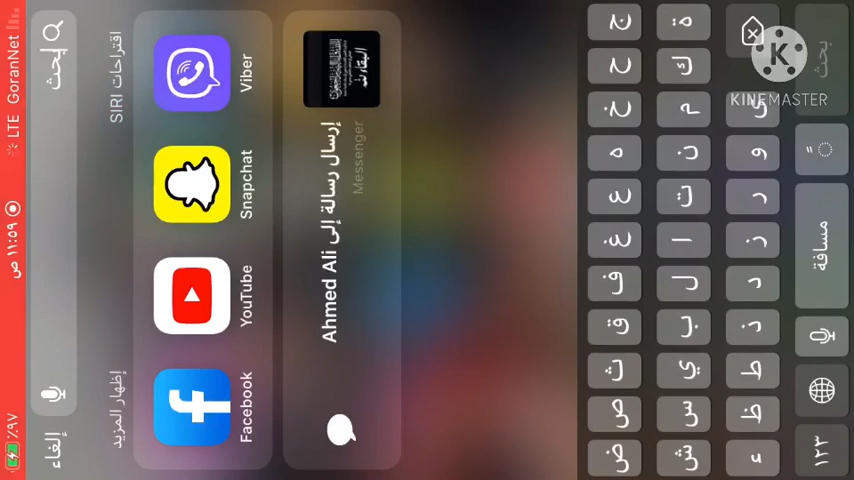 GoranNet LTE
١١:٥٩ ص
٪٩٧
بحث
إلغاء
اقتراحات SIRI
إظهار المزيد
Viber
Snapchat
YouTube
Facebook
إرسال رسالة إلى Ahmed Ali
Messenger
ض ص ث ق ف غ ع ه خ ح ج
ش س ي ب ل ا ت ن م ك ة
ء ظ ط ذ د ز ر و ى
١٢٣
مسافة
بحث
K
KINEMASTER